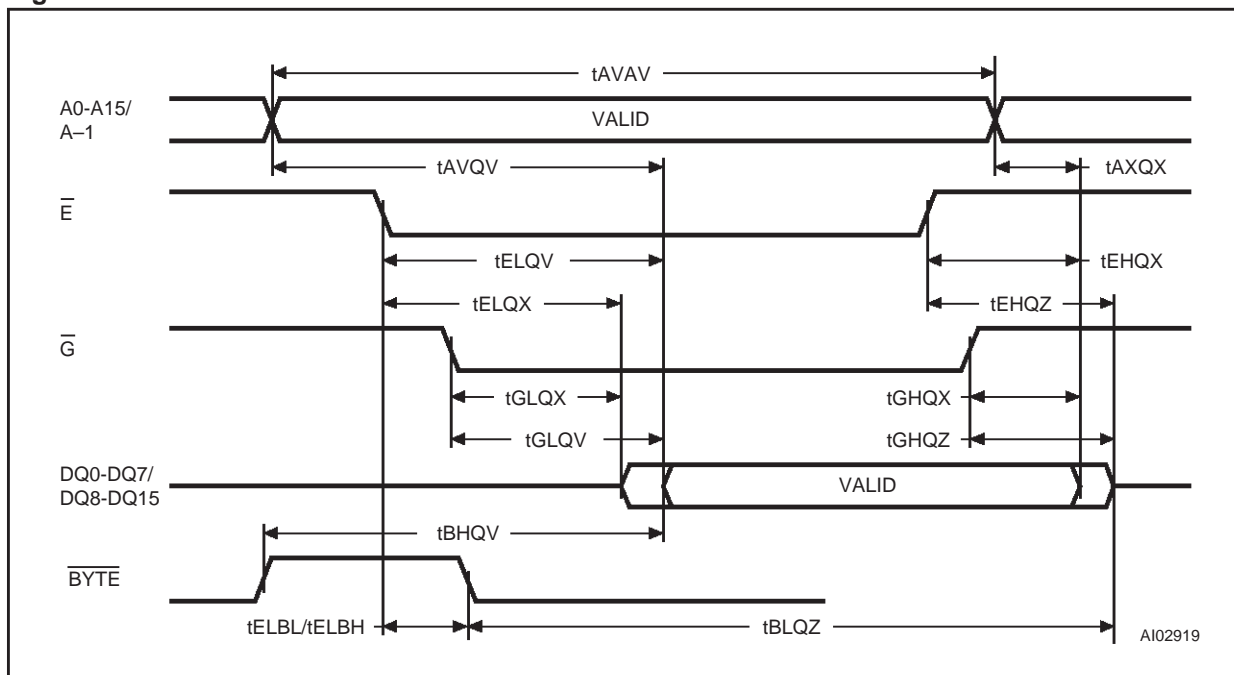 tAVAV
A0-A15/
A–1
VALID
tAVQV
tAXQX
E
tELQV
tEHQX
tELQX
tEHQZ
G
tGLQX
tGHQX
tGLQV
tGHQZ
DQ0-DQ7/
DQ8-DQ15
VALID
tBHQV
BYTE
tELBL/tELBH
tBLQZ
AI02919